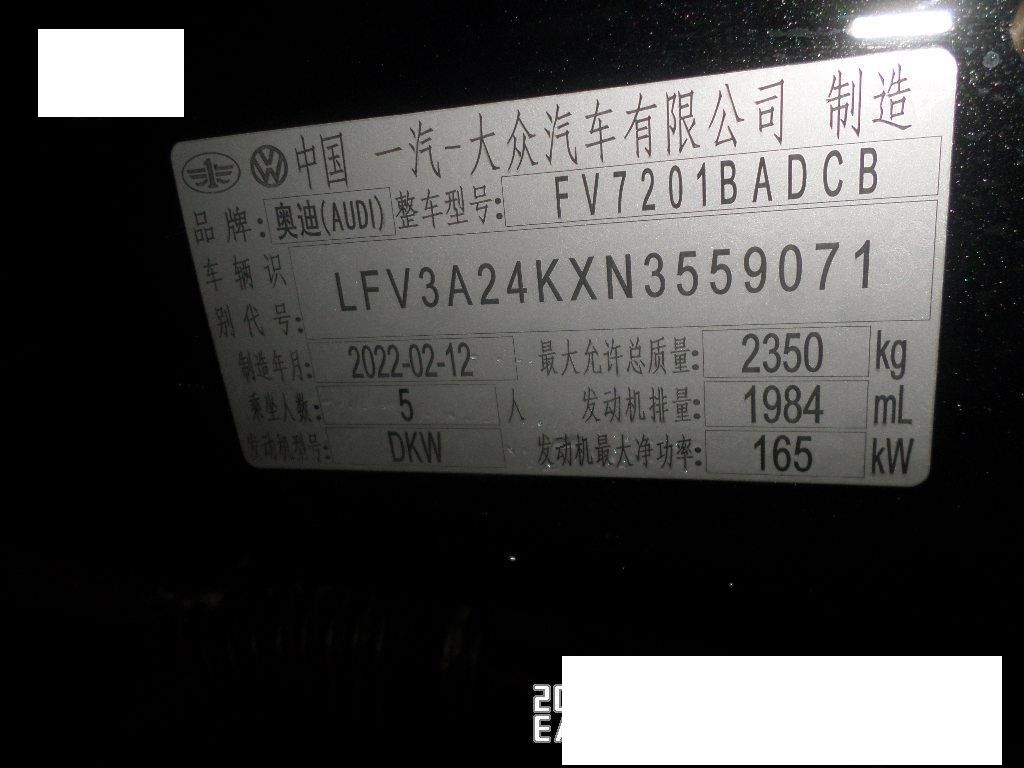 中国 一汽-大众汽车有限公司 制造
品牌: 奥迪(AUDI) 整车型号: FV7201BADCB
车辆识别代号: LFV3A24KXN3559071
制造年月: 2022-02-12 最大允许总质量: 2350 kg
乘坐人数: 5 人 发动机排量: 1984 mL
发动机型号: DKW 发动机最大净功率: 165 kW